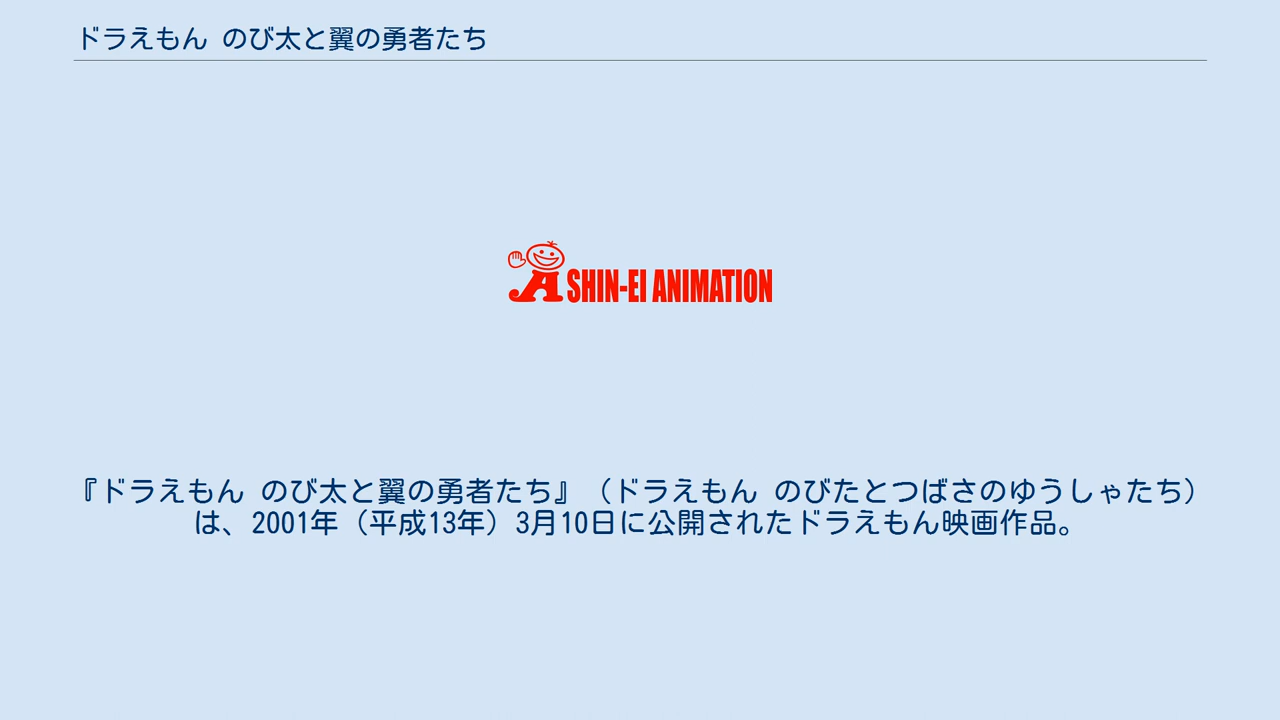 ドラえもん のび太と翼の勇者たち
SHIN-EI ANIMATION
『ドラえもん のび太と翼の勇者たち』（ドラえもん のびたとつばさのゆうしゃたち）
は、2001年（平成13年）3月10日に公開されたドラえもん映画作品。